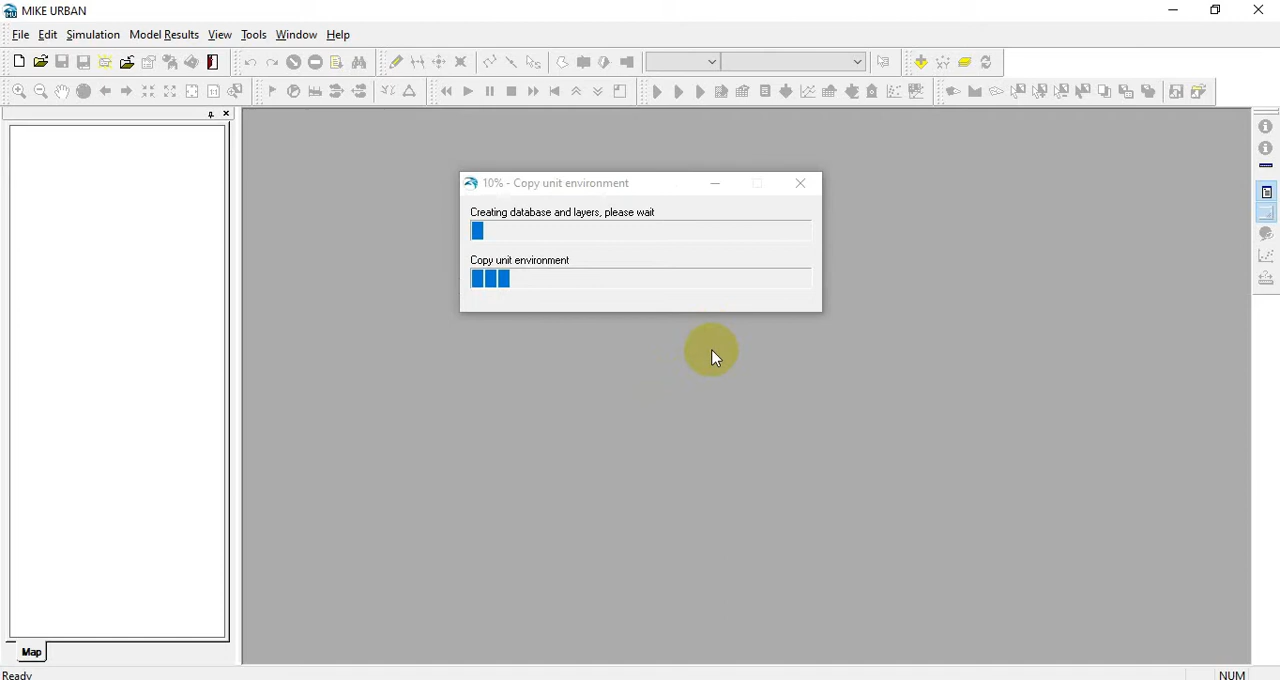 MIKE URBAN
File Edit Simulation Model Results View Tools Window Help
10% - Copy unit environment
Creating database and layers, please wait
Copy unit environment
Map
Ready NUM